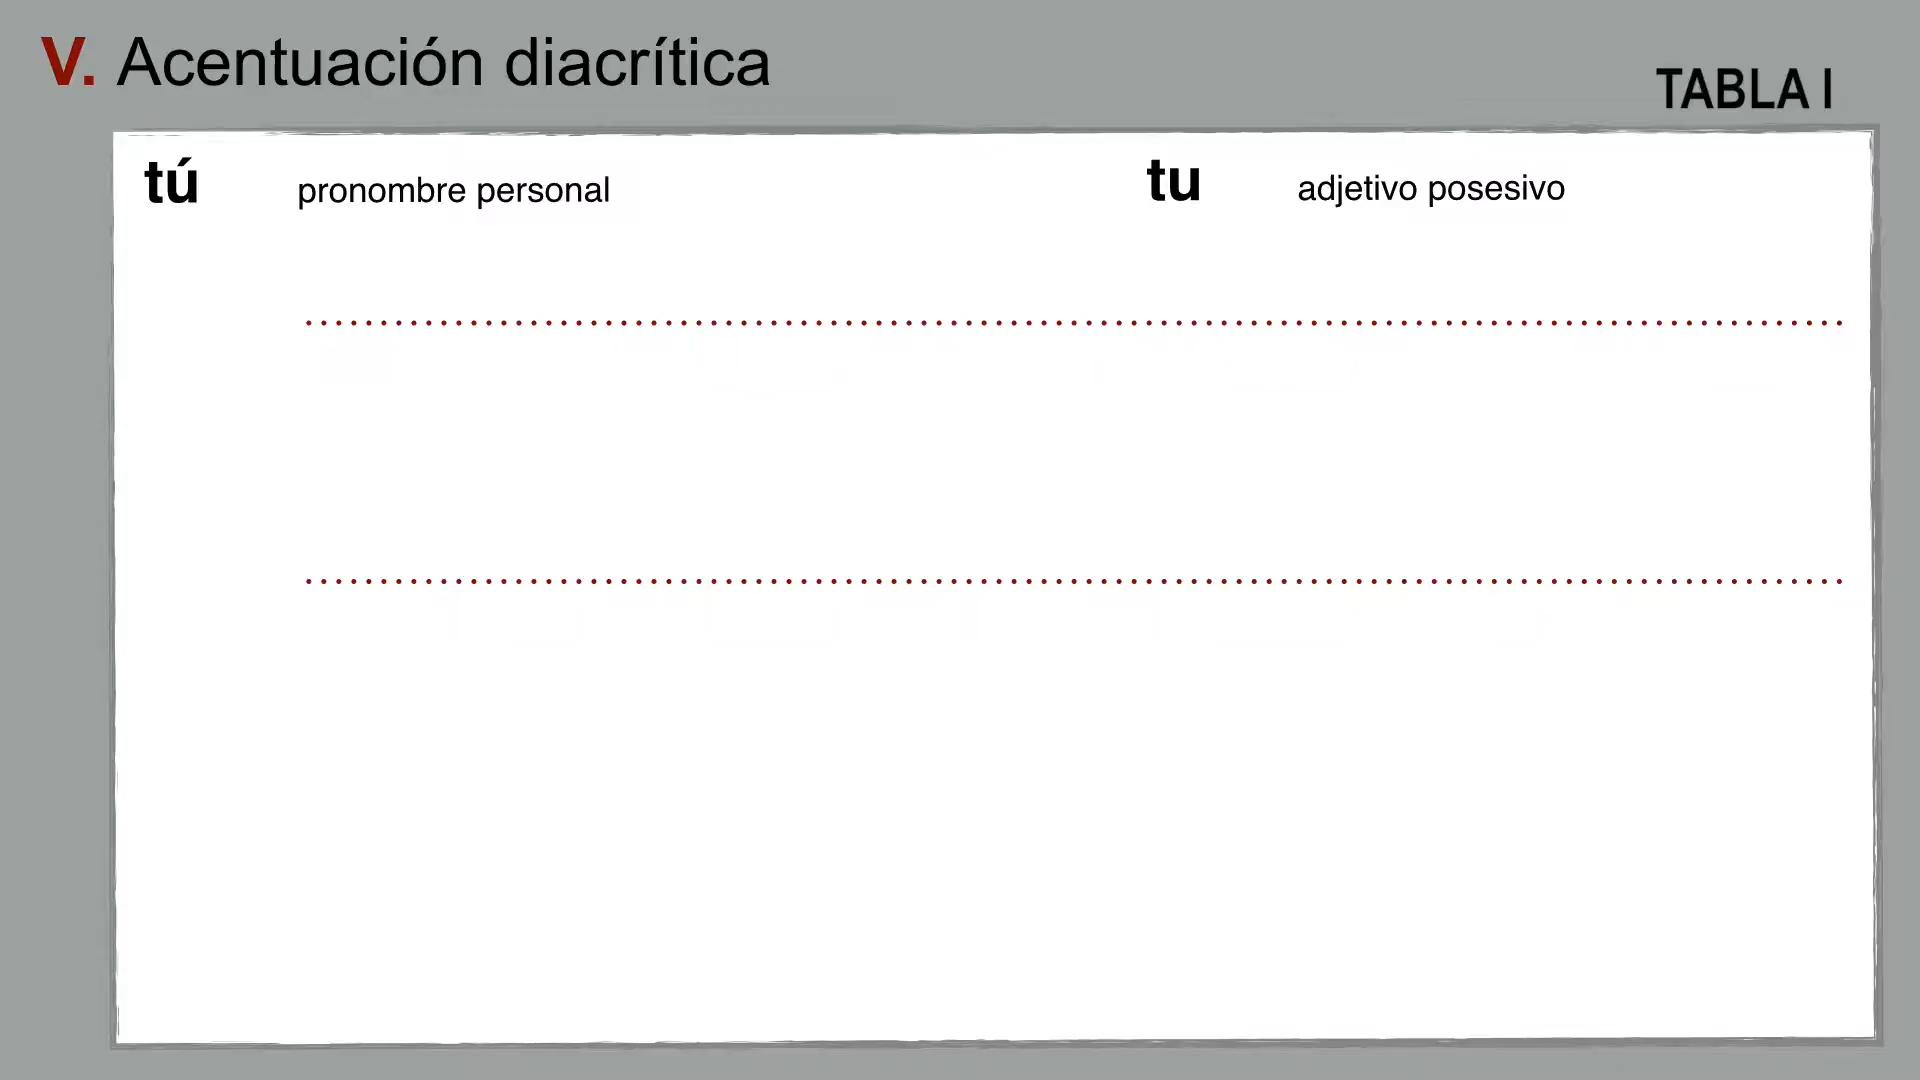 V. Acentuación diacrítica
TABLA I
tú pronombre personal
tu adjetivo posesivo